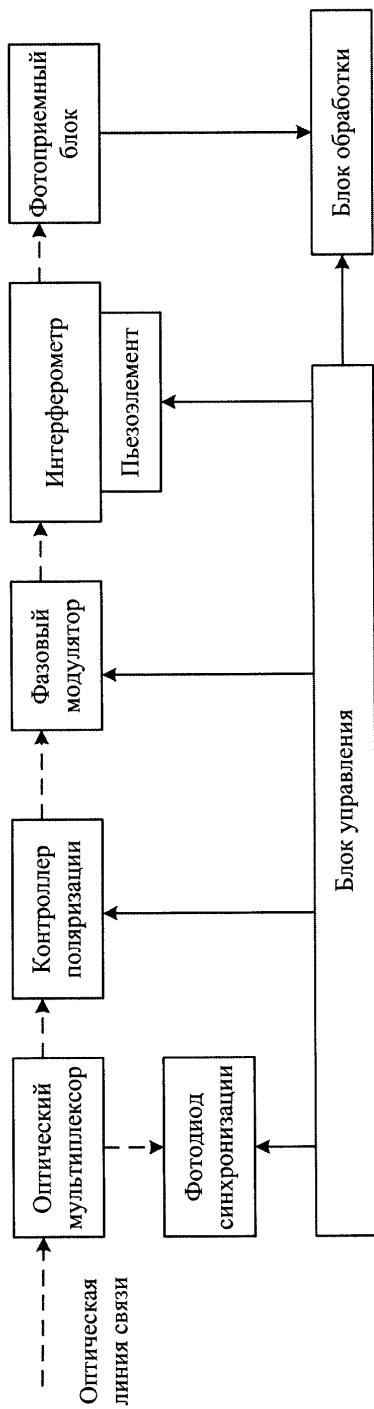 Оптическая
линия связи
Оптический
мультиплексор
Контроллер
поляризации
Фазовый
модулятор
Интерферометр
Пьезоэлемент
Фотоприемный
блок
Фотодиод
синхронизации
Блок управления
Блок обработки